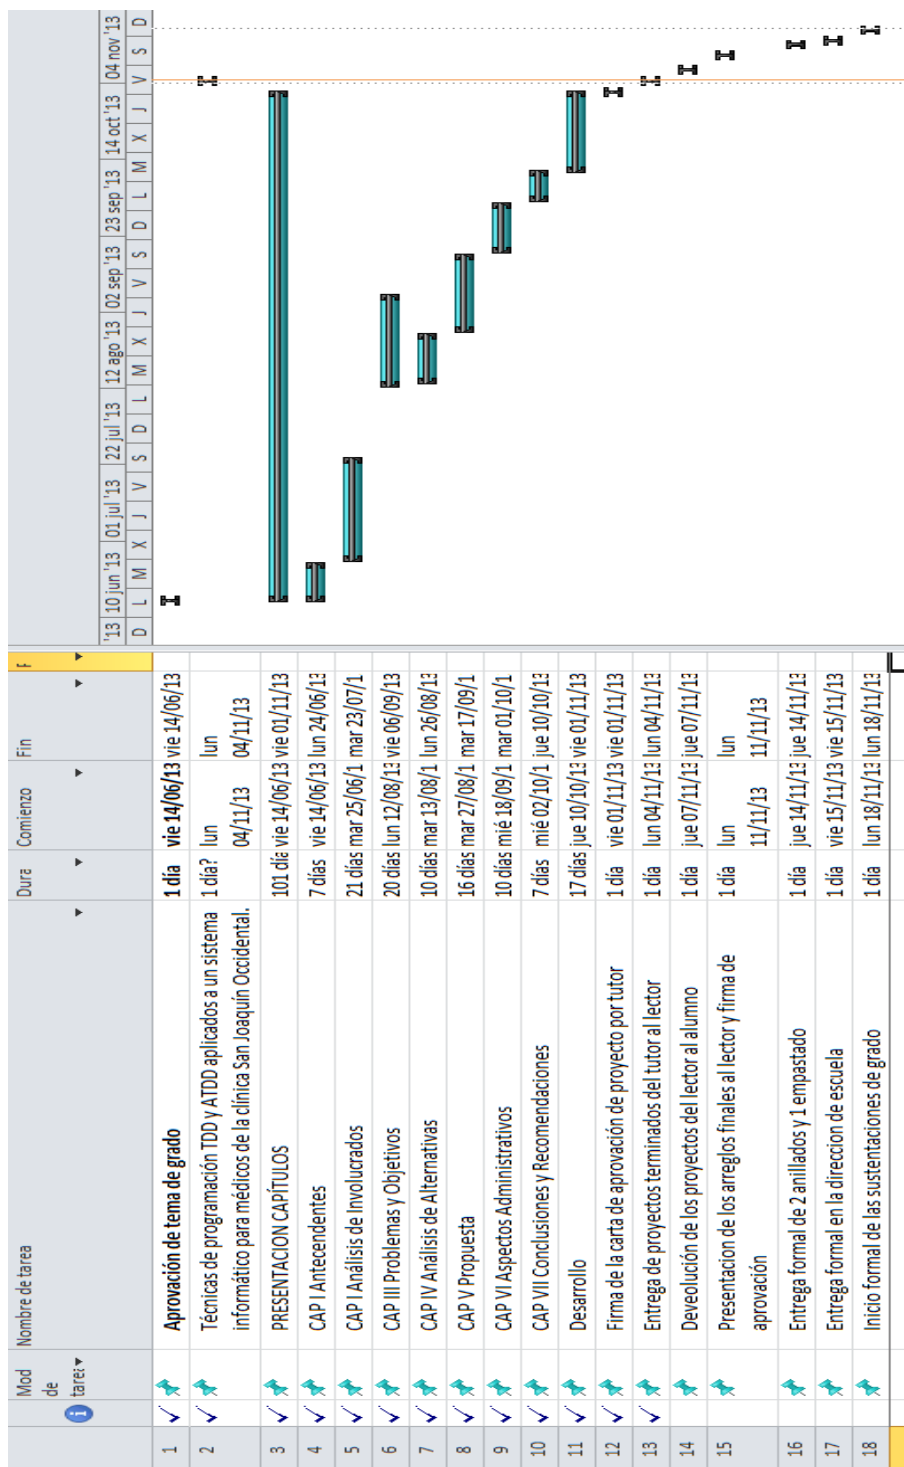 Mod de tarea Nombre de tarea Dura Comienzo Fin
1 Aprovación de tema de grado 1 día vie 14/06/13 vie 14/06/13
2 Técnicas de programación TDD y ATDD aplicados a un sistema informático para médicos de la clínica San Joaquín Occidental. 1 día? lun 04/11/13 lun 04/11/13
3 PRESENTACION CAPÍTULOS 101 día vie 14/06/13 vie 01/11/13
4 CAP I Antecendentes 7 días vie 14/06/13 lun 24/06/13
5 CAP I Análisis de Involucrados 21 días mar 25/06/1 mar 23/07/1
6 CAP III Problemas y Objetivos 20 días lun 12/08/13 vie 06/09/13
7 CAP IV Análisis de Alternativas 10 días mar 13/08/1 lun 26/08/13
8 CAP V Propuesta 16 días mar 27/08/1 mar 17/09/1
9 CAP VI Aspectos Administrativos 10 días mié 18/09/1 mar 01/10/1
10 CAP VII Conclusiones y Recomendaciones 7 días mié 02/10/1 jue 10/10/13
11 Desarrollo 17 días jue 10/10/13 vie 01/11/13
12 Firma de la carta de aprovación de proyecto por tutor 1 día vie 01/11/13 vie 01/11/13
13 Entrega de proyectos terminados del tutor al lector 1 día lun 04/11/13 lun 04/11/13
14 Deveolución de los proyectos del lector al alumno 1 día jue 07/11/13 jue 07/11/13
15 Presentacion de los arreglos finales al lector y firma de aprovación 1 día lun 11/11/13 lun 11/11/13
16 Entrega formal de 2 anillados y 1 empastado 1 día jue 14/11/13 jue 14/11/13
17 Entrega formal en la direccion de escuela 1 día vie 15/11/13 vie 15/11/13
18 Inicio formal de las sustentaciones de grado 1 día lun 18/11/13 lun 18/11/13
'13 10 jun '13 01 jul '13 22 jul '13 12 ago '13 02 sep '13 23 sep '13 14 oct '13 04 nov '13
D L M X J V S D L M X J V S D L M X J V S D